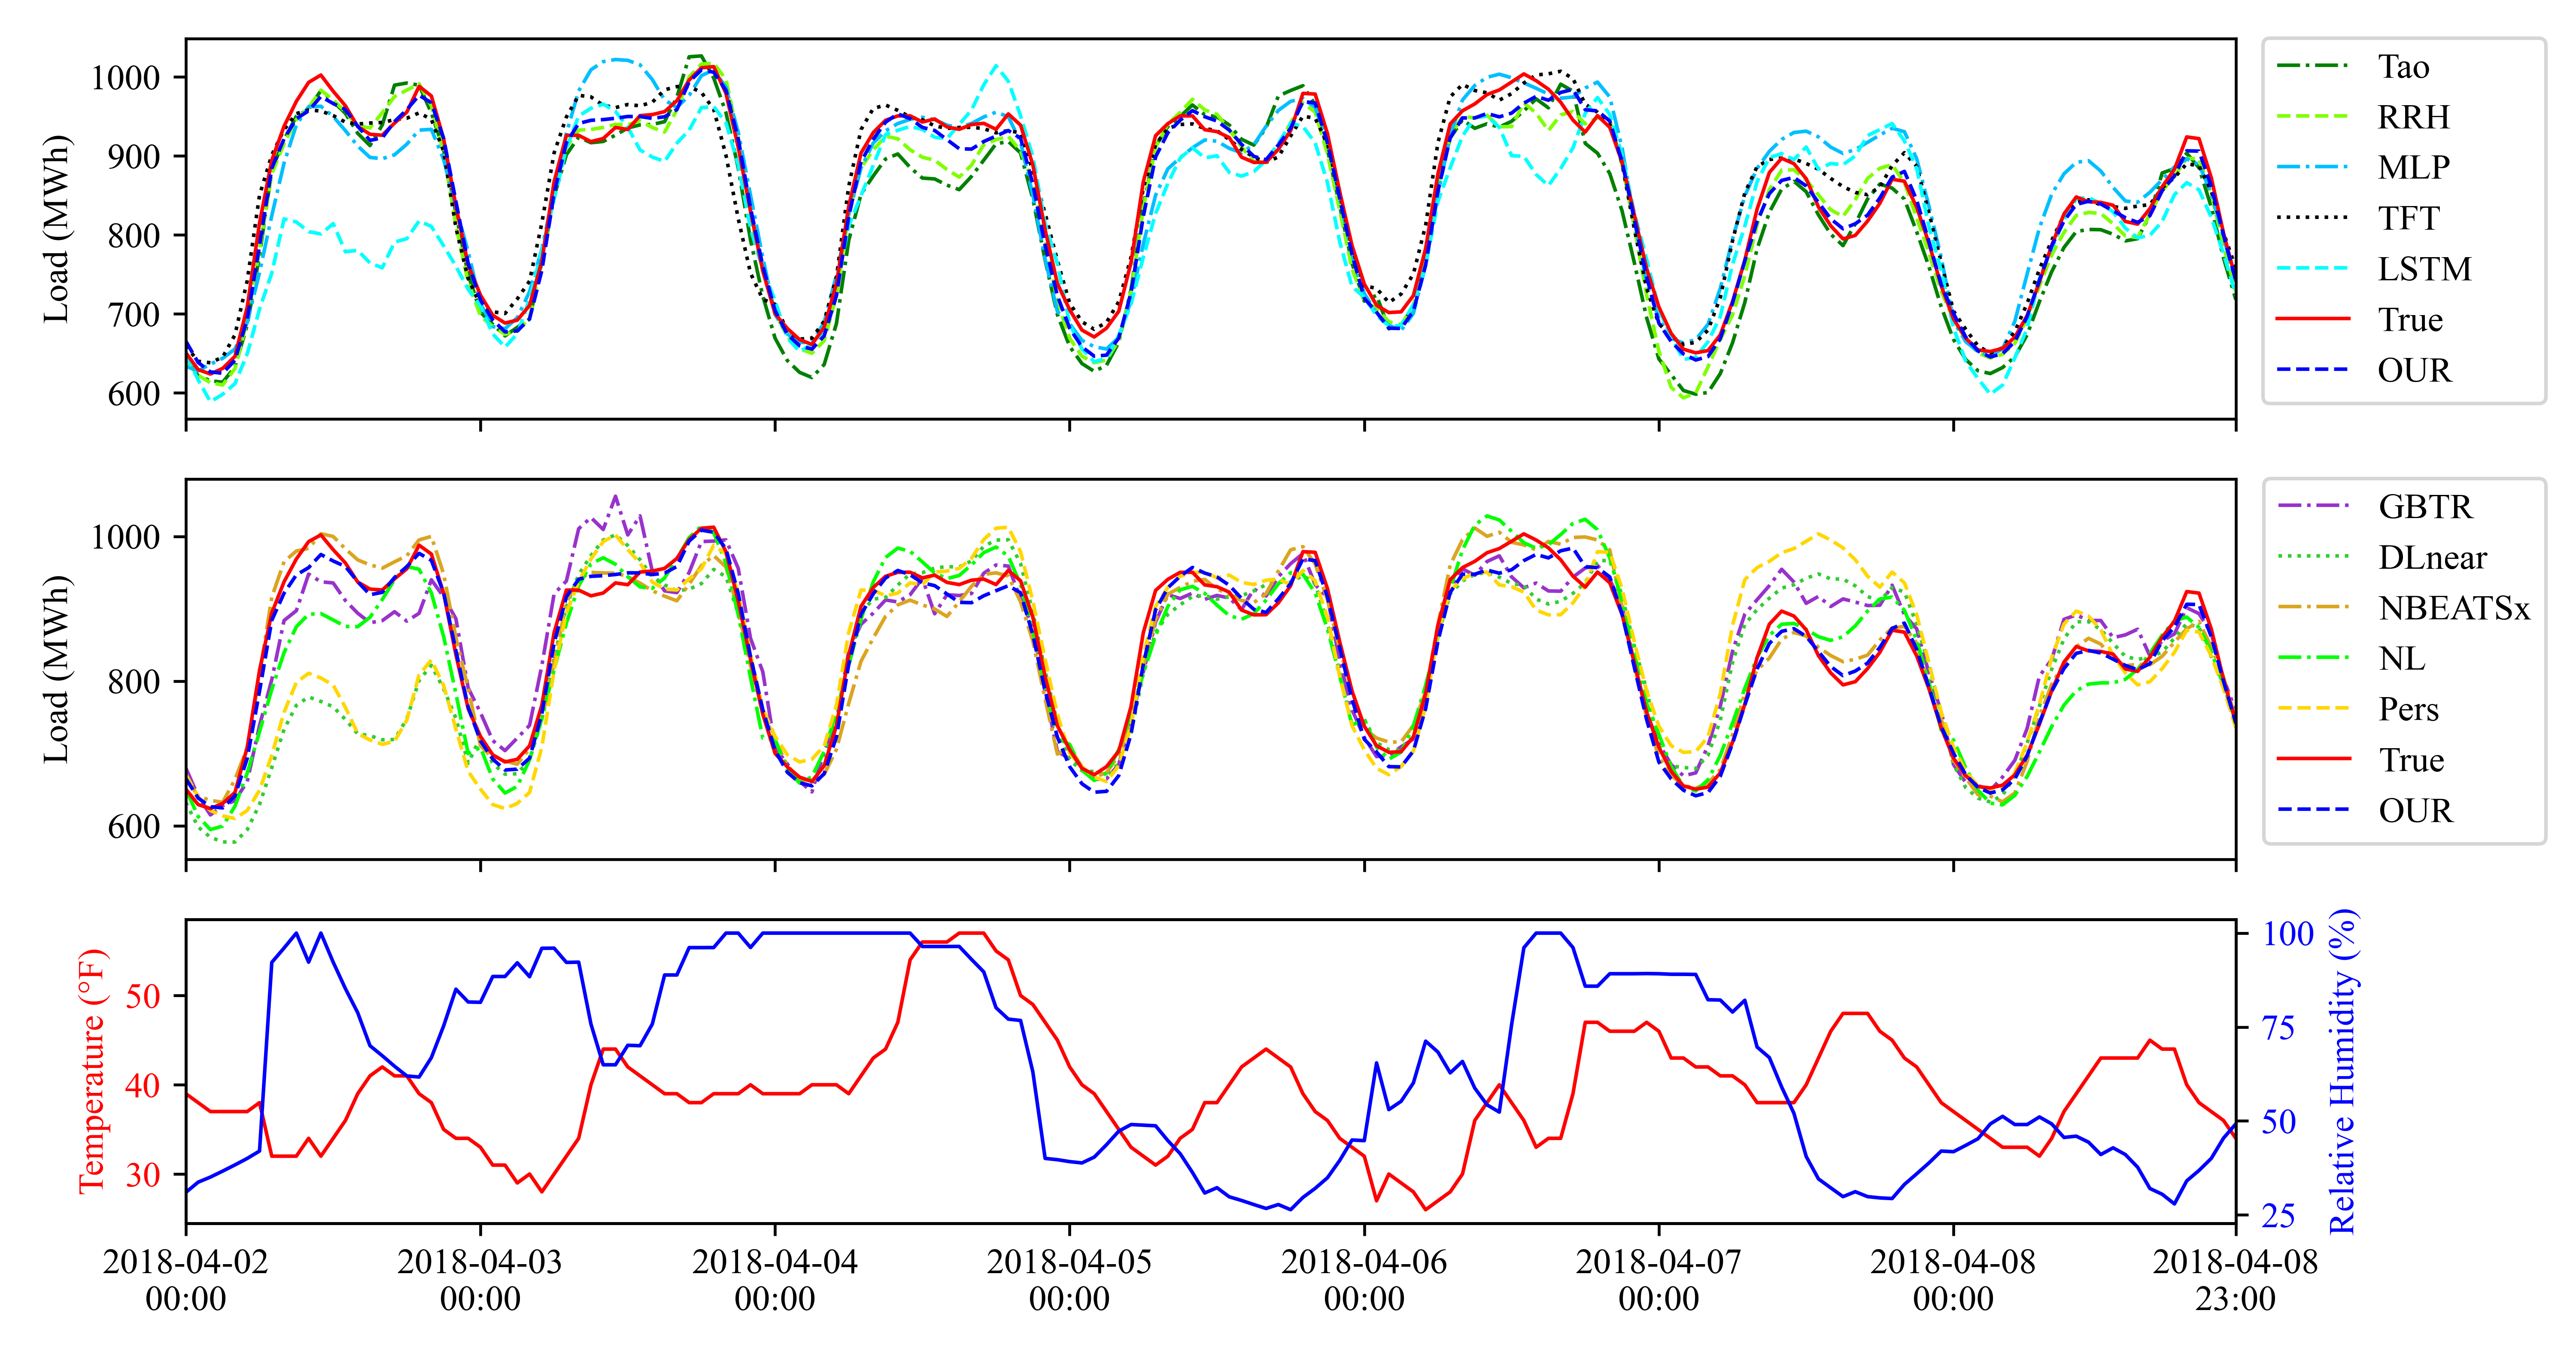 Load (MWh)
1000
900
800
700
600
Tao
RRH
MLP
TFT
LSTM
True
OUR
Load (MWh)
1000
800
600
GBTR
DLnear
NBEATSx
NL
Pers
True
OUR
Temperature (°F)
50
40
30
100
75
50
25
Relative Humidity (%)
2018-04-02 2018-04-03 2018-04-04 2018-04-05 2018-04-06 2018-04-07 2018-04-08 2018-04-08
00:00 00:00 00:00 00:00 00:00 00:00 00:00 23:00